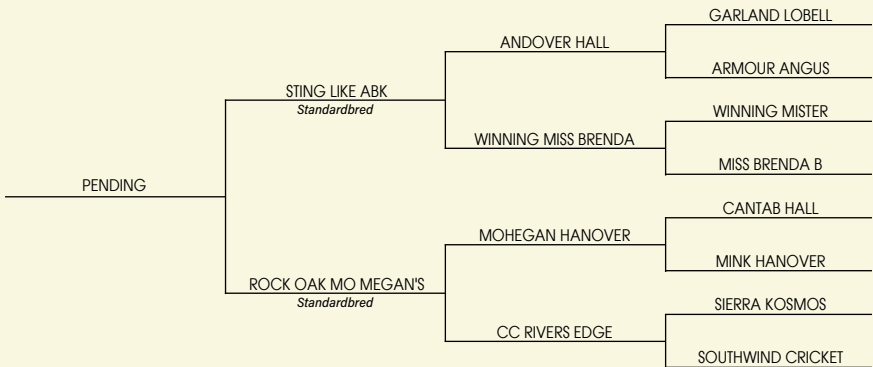 GARLAND LOBELL
ANDOVER HALL
ARMOUR ANGUS
STING LIKE ABK
Standardbred
WINNING MISTER
WINNING MISS BRENDA
MISS BRENDA B
PENDING
CANTAB HALL
MOHEGAN HANOVER
MINK HANOVER
ROCK OAK MO MEGAN'S
Standardbred
SIERRA KOSMOS
CC RIVERS EDGE
SOUTHWIND CRICKET